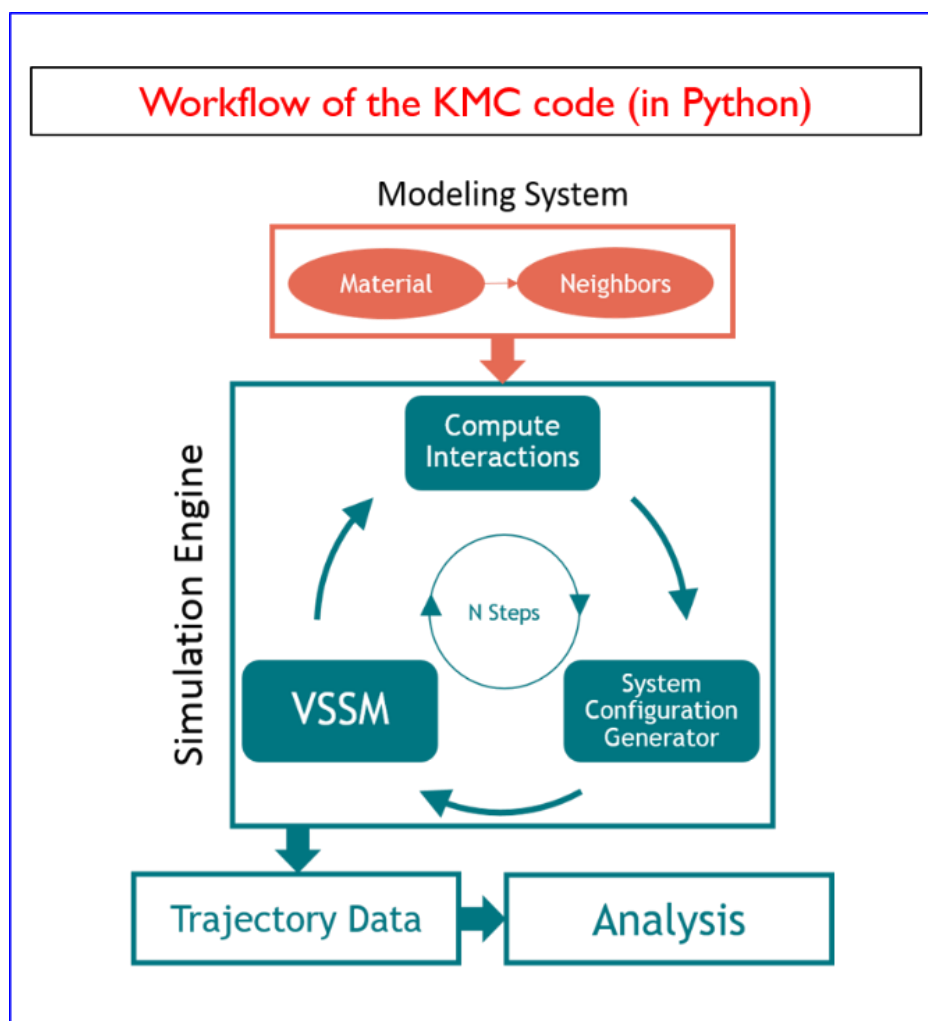 Workflow of the KMC code (in Python)
Modeling System
Material
Neighbors
Simulation Engine
Compute
Interactions
N Steps
VSSM
System
Configuration
Generator
Trajectory Data
Analysis